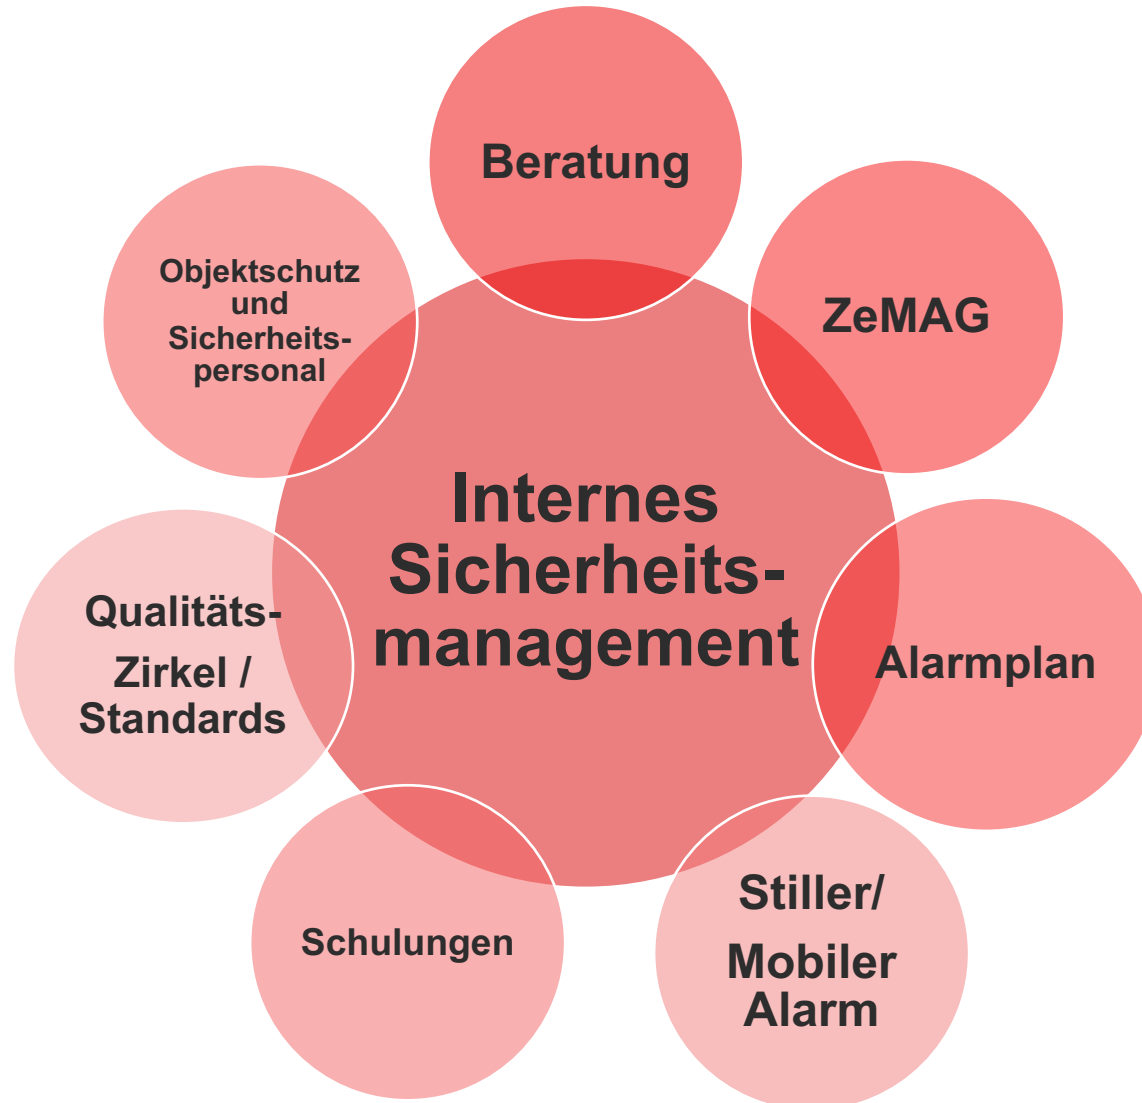 Beratung
ZeMAG
Alarmplan
Stiller/
Mobiler
Alarm
Schulungen
Qualitäts-
Zirkel /
Standards
Objektschutz
und
Sicherheits-
personal
Internes
Sicherheits-
management